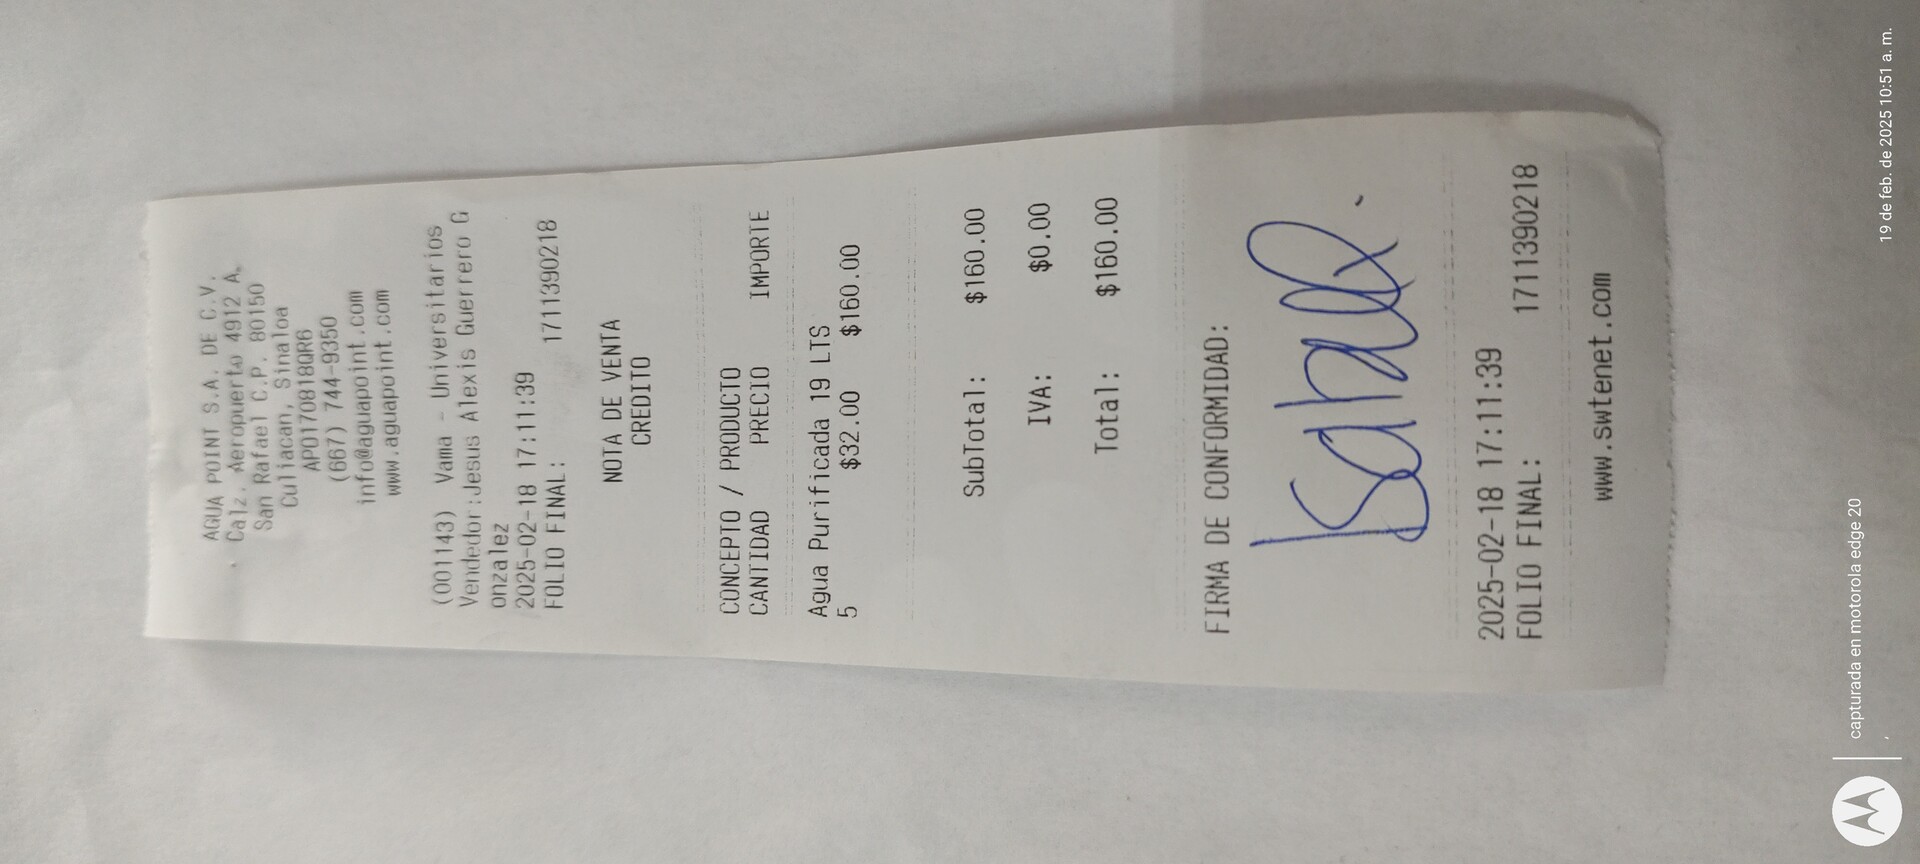 AGUA POINT S.A. DE C.V.
Calz. Aeropuerto 4912 A,
San Rafael C.P. 80150
Culiacan, Sinaloa
APO170818QR6
(667) 744-9350
info@aguapoint.com
www.aguapoint.com
(001143) Vama - Universitarios
Vendedor:Jesus Alexis Guerrero G
onzalez
2025-02-18 17:11:39
FOLIO FINAL: 1711390218
NOTA DE VENTA
CREDITO
CONCEPTO / PRODUCTO
CANTIDAD PRECIO IMPORTE
Agua Purificada 19 LTS
5 $32.00 $160.00
SubTotal: $160.00
IVA: $0.00
Total: $160.00
FIRMA DE CONFORMIDAD:
Isabel
2025-02-18 17:11:39
FOLIO FINAL: 1711390218
www.swtenet.com
capturada en motorola edge 20
19 de feb. de 2025 10:51 a. m.